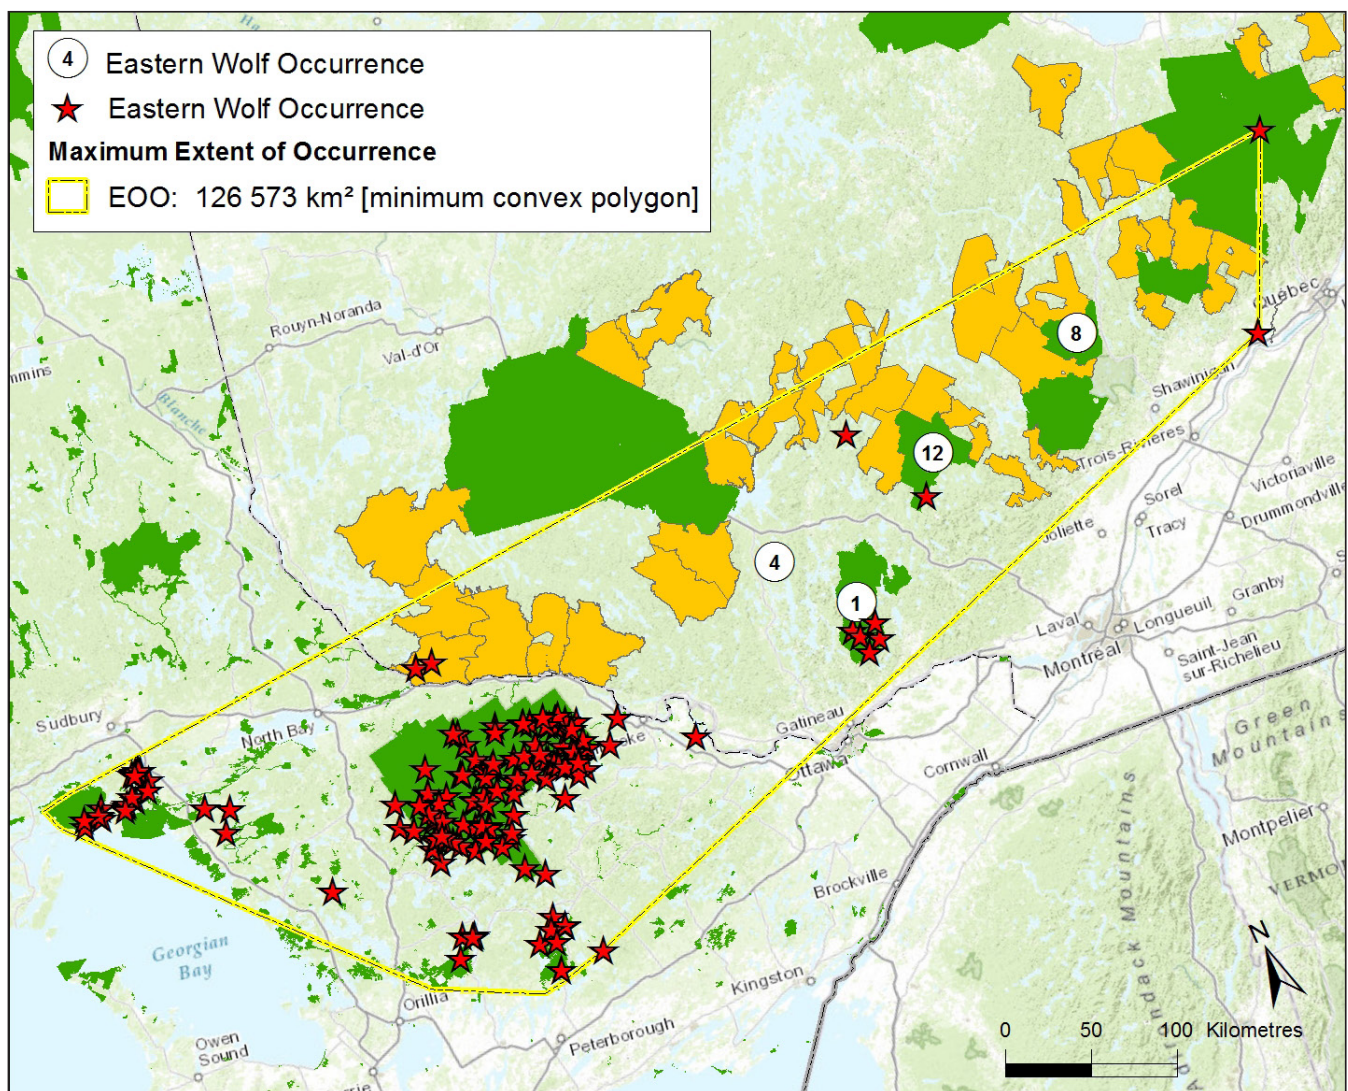 4 Eastern Wolf Occurrence
Eastern Wolf Occurrence
Maximum Extent of Occurrence
EOO: 126 573 km² [minimum convex polygon]
Rouyn-Noranda
Val-d'Or
mmins
Blanche
Québec
8
Shawinigan
12
Trois-Rivières
Victoriaville
Sorel
Tracy
Drummondville
Joliette
4
1
Granby
Laval
Longueuil
Montréal
Saint-Jean
sur-Richelieu
Sudbury
North Bay
Gatineau
Ottawa
Cornwall
Green
Mountains
Montpelier
Brockville
VERMO
Adirondack Mountains
Georgian
Bay
Kingston
Orillia
Peterborough
Owen
Sound
N
0 50 100 Kilometres